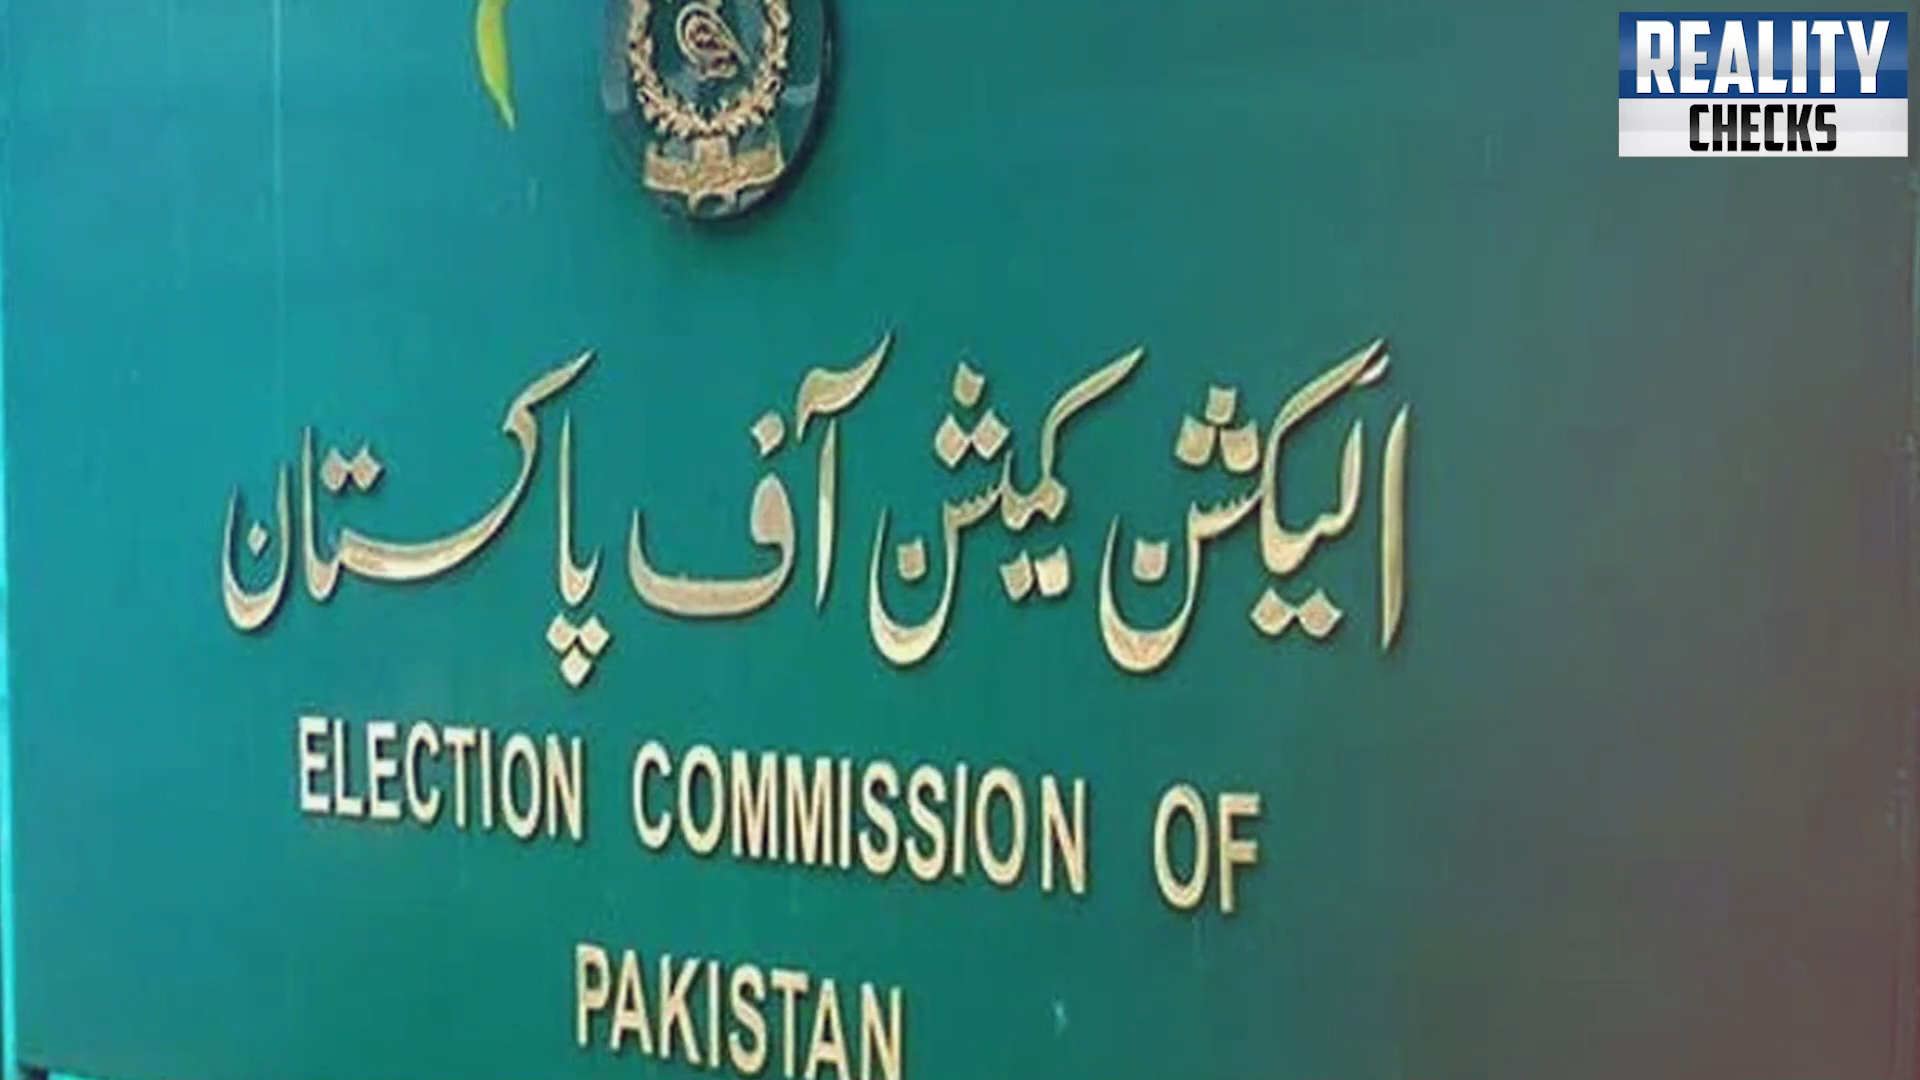 REALITY
CHECKS
الیکشن کمیشن آف پاکستان
ELECTION COMMISSION OF
PAKISTAN